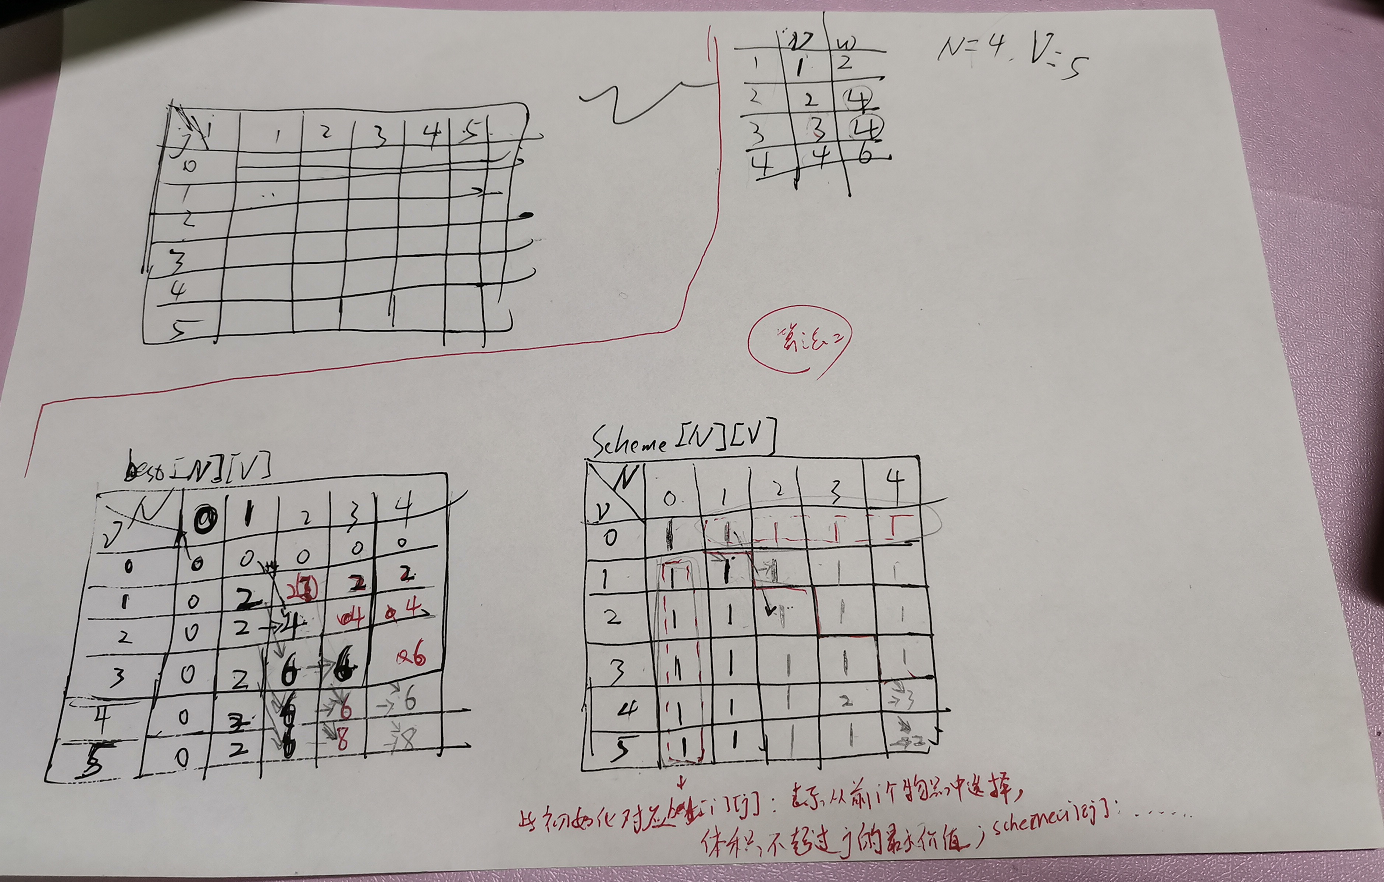 v w
1 1 2
2 2 4
3 3 4
4 4 6
N=4. V=5
i 1 2 3 4 5
j
0
1
2
3
4
5
算法二
best[N][V]
N 0 1 2 3 4
V
0 0 0 0 0 0
1 0 2 2 2 2
2 0 2 4 4 4
3 0 2 6 6 6
4 0 2 6 6 6
5 0 2 6 8 8
Scheme[N][V]
N 0 1 2 3 4
V
0 1 1 1 1 1
1 1 1 1 1 1
2 1 1 1 1 1
3 1 1 1 1 1
4 1 1 1 2 3
5 1 1 1 1 2
此初始化对应best[i][j]: 表示从前i个物品中选择,
体积不超过j的最大价值; scheme[i][j]: ......